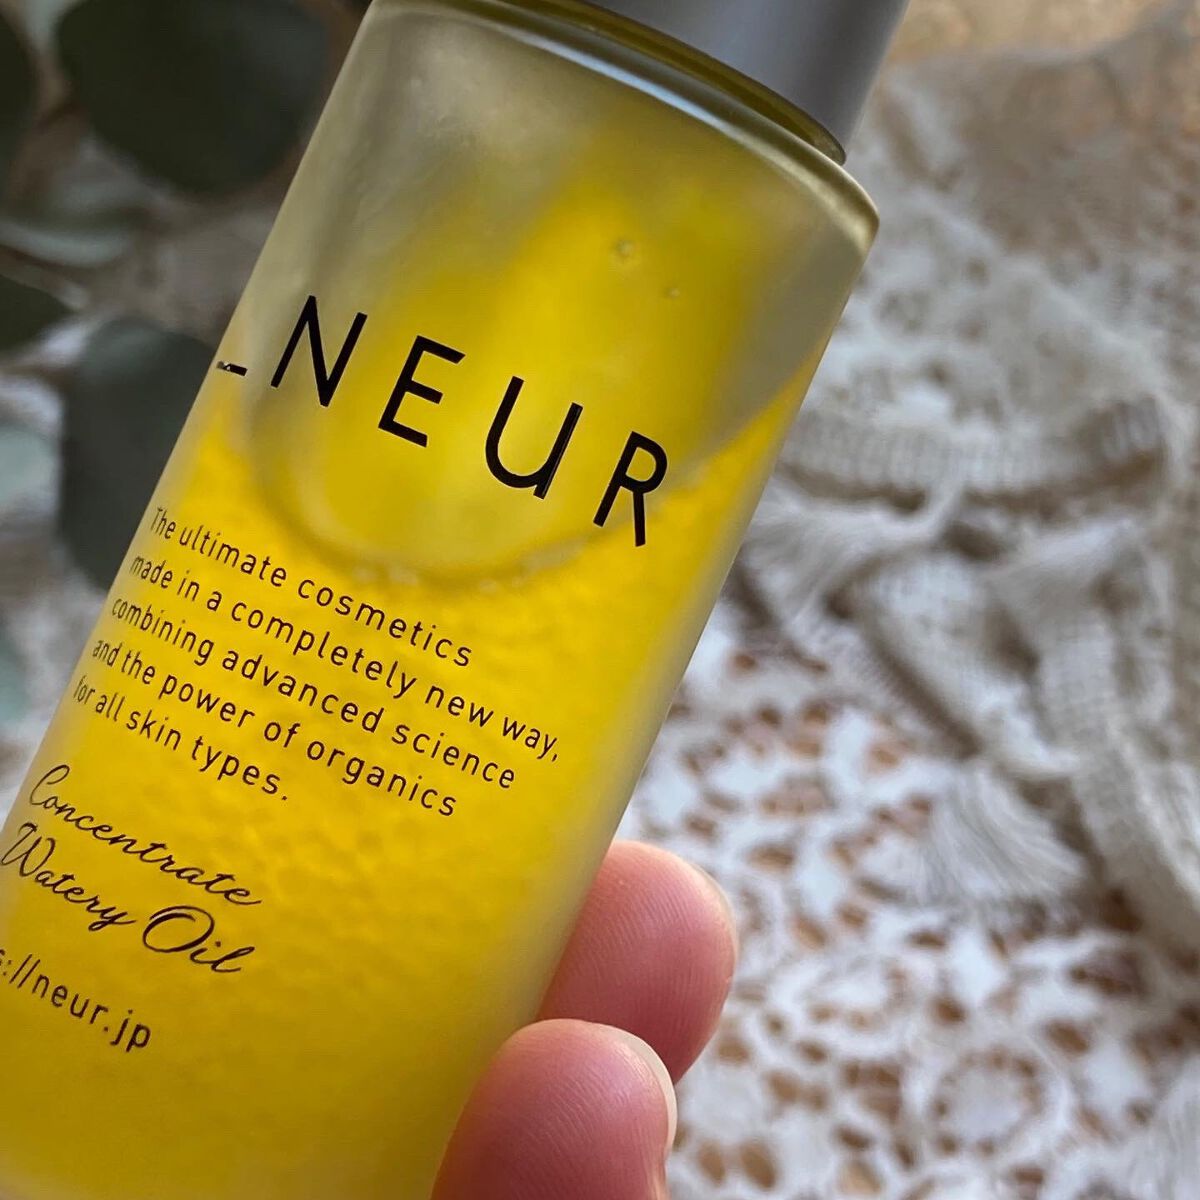 _NEUR
The ultimate cosmetics
made in a completely new way,
combining advanced science
and the power of organics
for all skin types.
Concentrate
Watery Oil
s://neur.jp